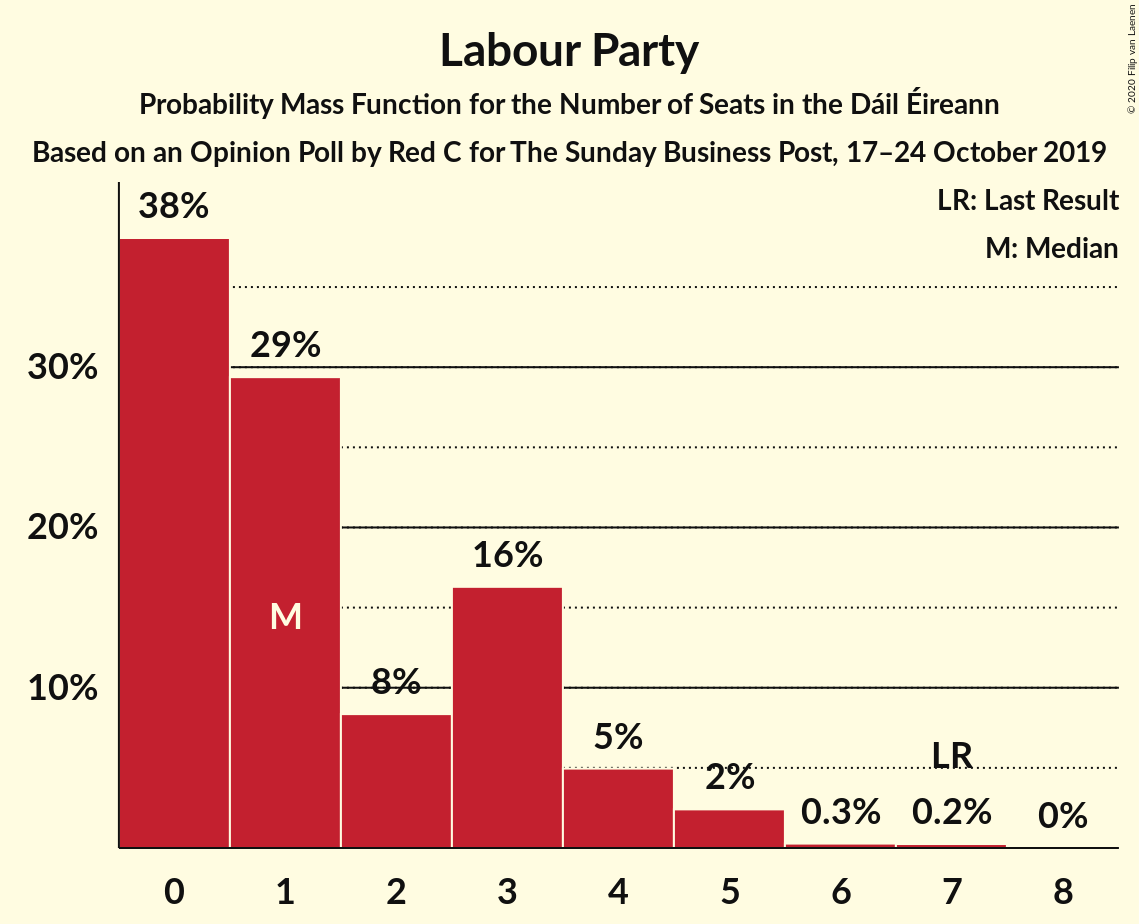 Labour Party
Probability Mass Function for the Number of Seats in the Dáil Éireann
Based on an Opinion Poll by Red C for The Sunday Business Post, 17–24 October 2019
© 2020 Filip van Laenen
LR: Last Result
M: Median
38%
29%
30%
20%
16%
M
10%
8%
5%
2%
LR
0.3%
0.2%
0%
0 1 2 3 4 5 6 7 8